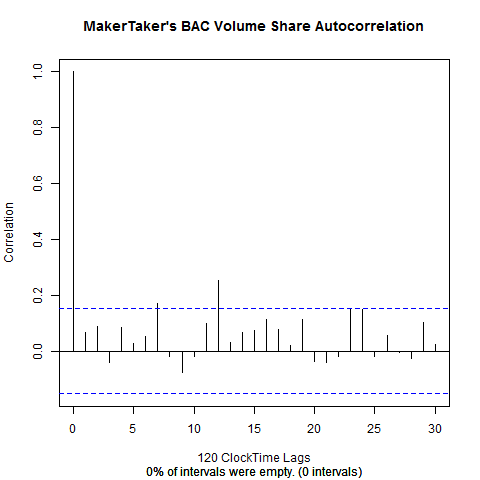 MakerTaker's BAC Volume Share Autocorrelation
Correlation
1.0
0.8
0.6
0.4
0.2
0.0
0 5 10 15 20 25 30
120 ClockTime Lags
0% of intervals were empty. (0 intervals)